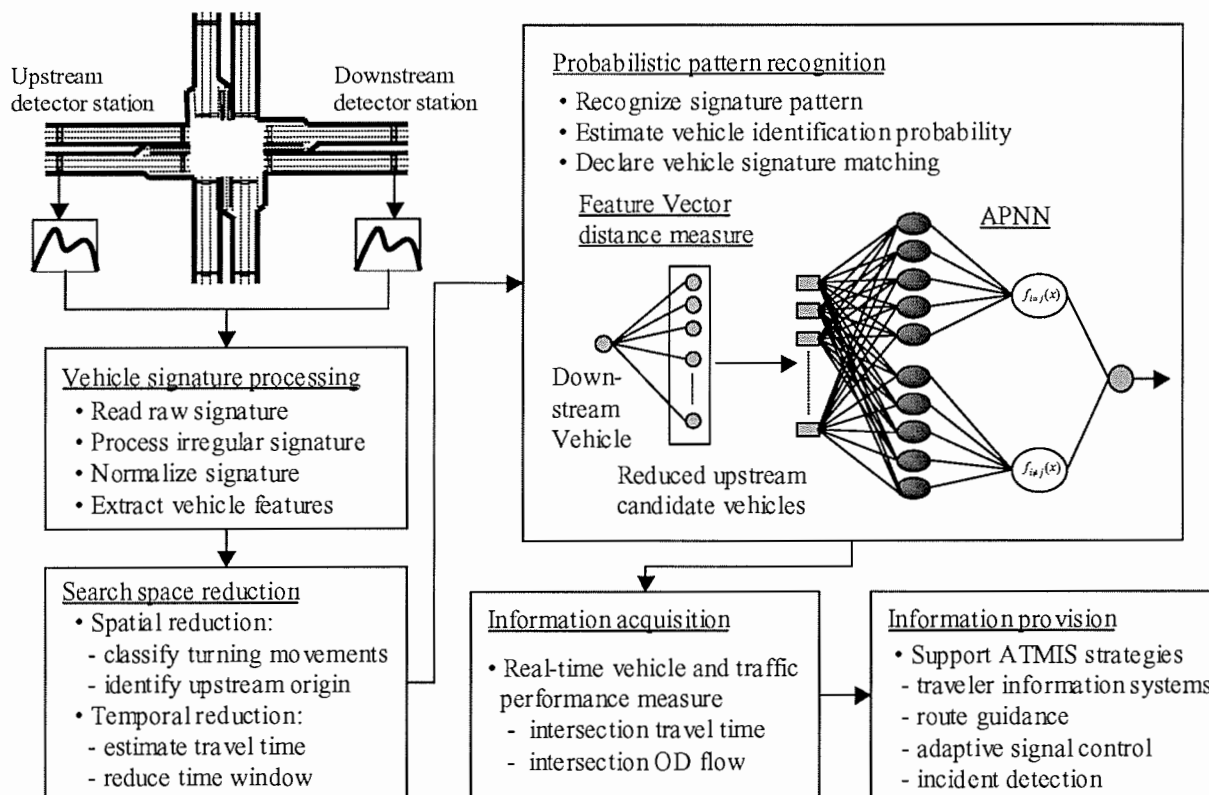 Upstream
detector station
Downstream
detector station
Vehicle signature processing
• Read raw signature
• Process irregular signature
• Normalize signature
• Extract vehicle features
Search space reduction
• Spatial reduction:
- classify turning movements
- identify upstream origin
• Temporal reduction:
- estimate travel time
- reduce time window
Probabilistic pattern recognition
• Recognize signature pattern
• Estimate vehicle identification probability
• Declare vehicle signature matching
Feature Vector
distance measure
APNN
Down-
stream
Vehicle
Reduced upstream
candidate vehicles
f_{i=j}(x)
f_{i≠j}(x)
Information acquisition
• Real-time vehicle and traffic
performance measure
- intersection travel time
- intersection OD flow
Information provision
• Support ATMIS strategies
- traveler information systems
- route guidance
- adaptive signal control
- incident detection